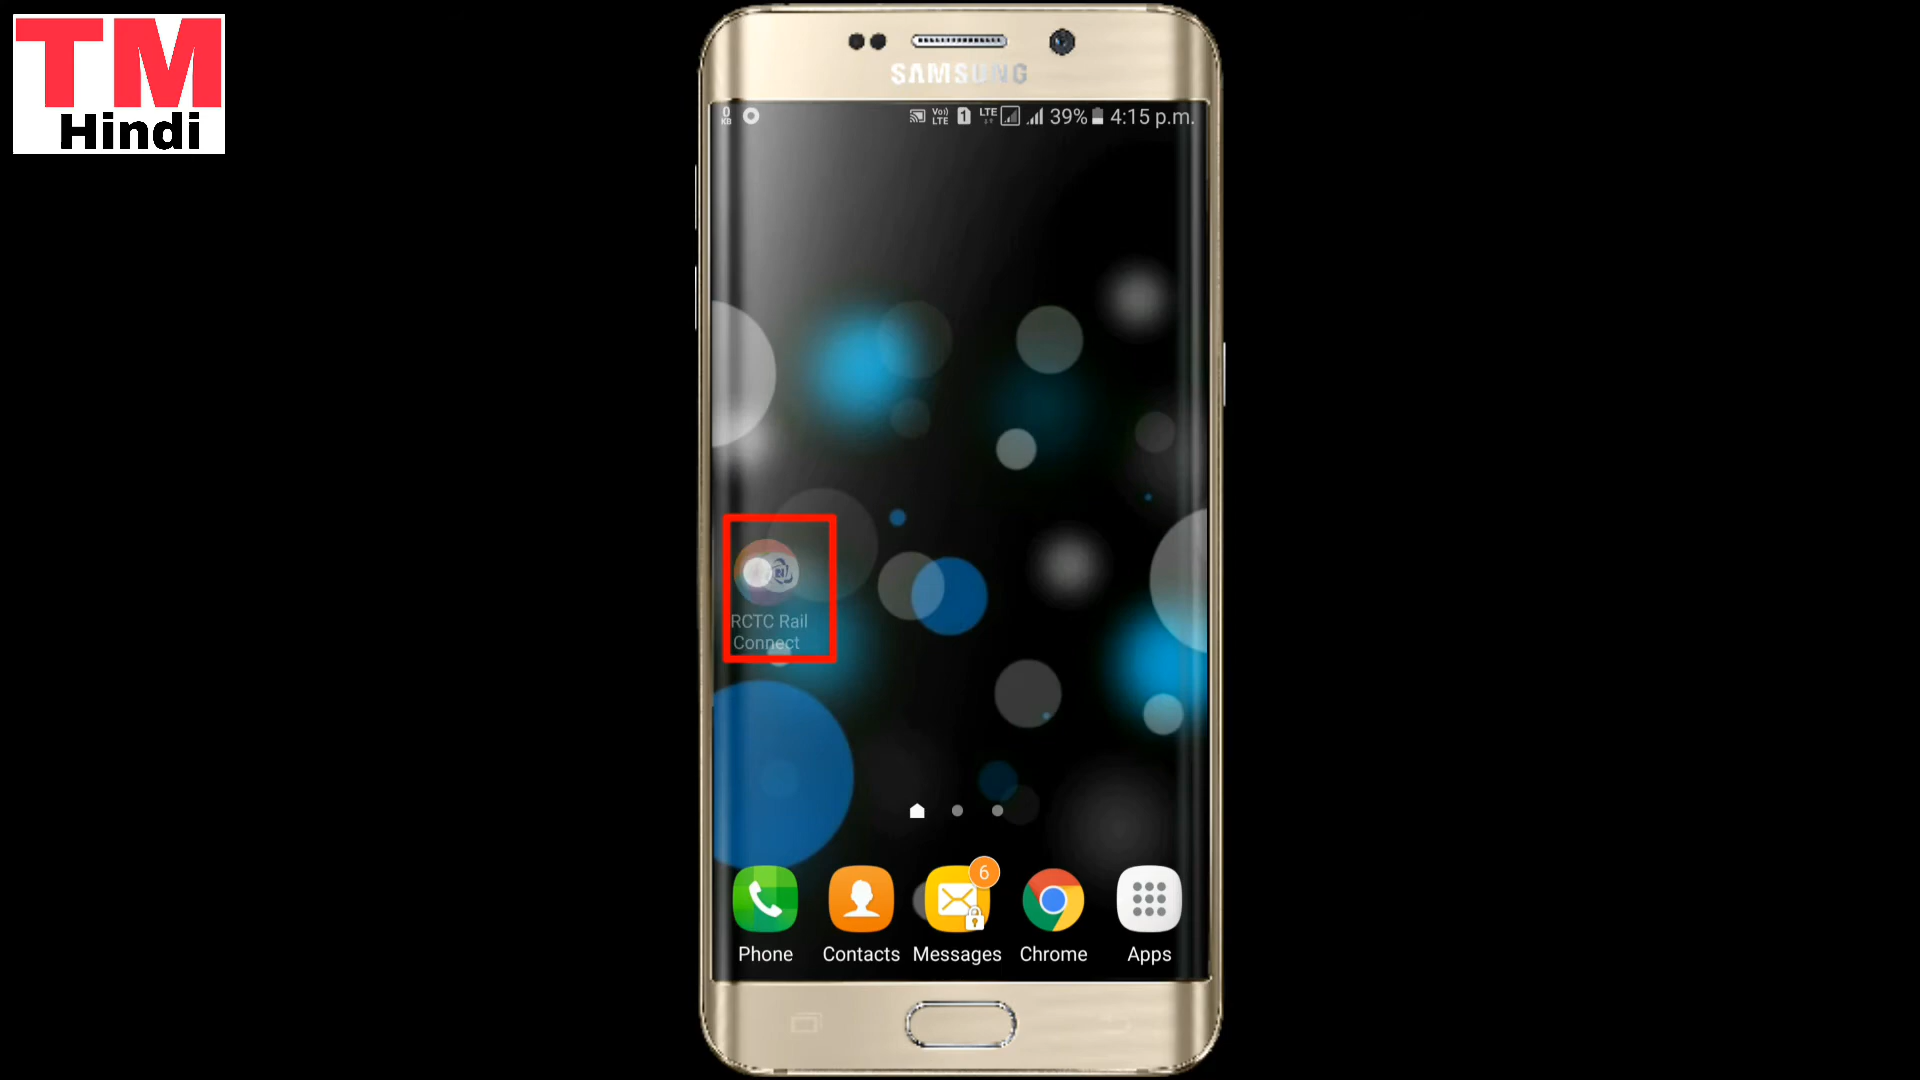 TM
Hindi
SAMSUNG
0
KB
Vo))
LTE
1
LTE
39%
4:15 p.m.
RCTC Rail
Connect
6
Phone
Contacts
Messages
Chrome
Apps